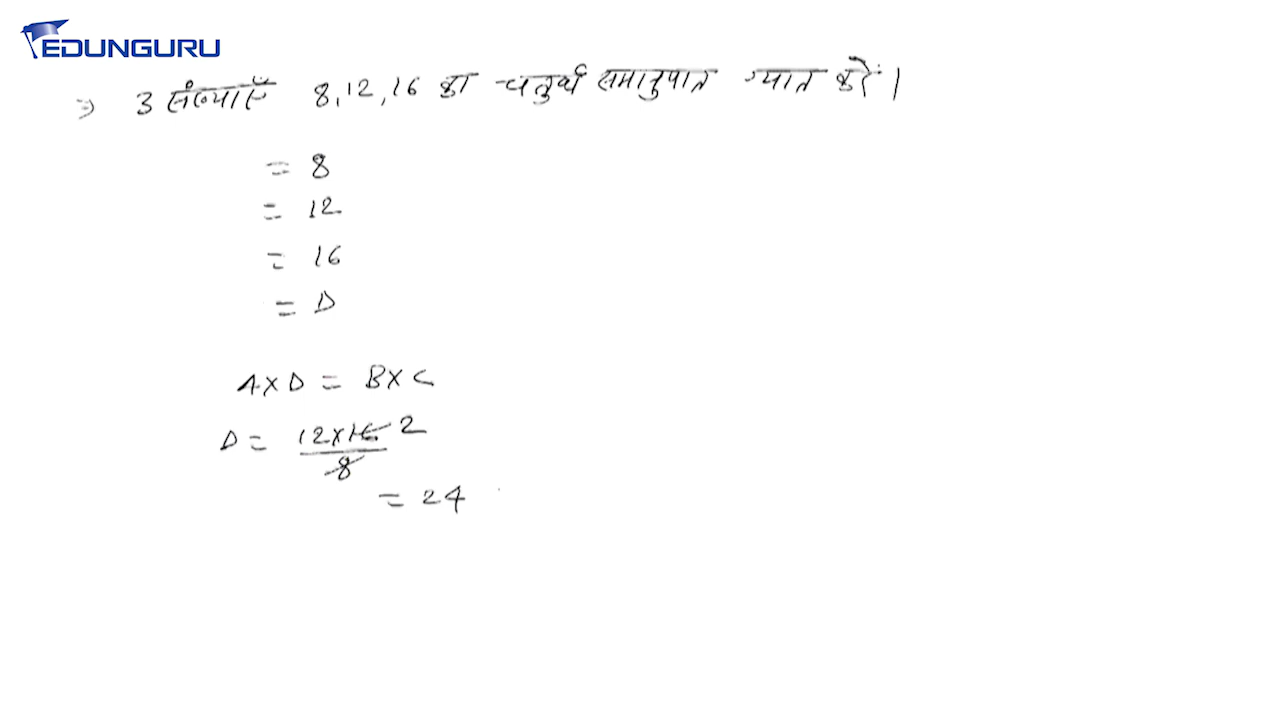 EDUNGURU
⇒ 3 संख्याएँ 8,12,16 का चतुर्थ समानुपात ज्यात करें।
= 8
= 12
= 16
= D
A×D = B×C
D = 12×16 2
8
= 24